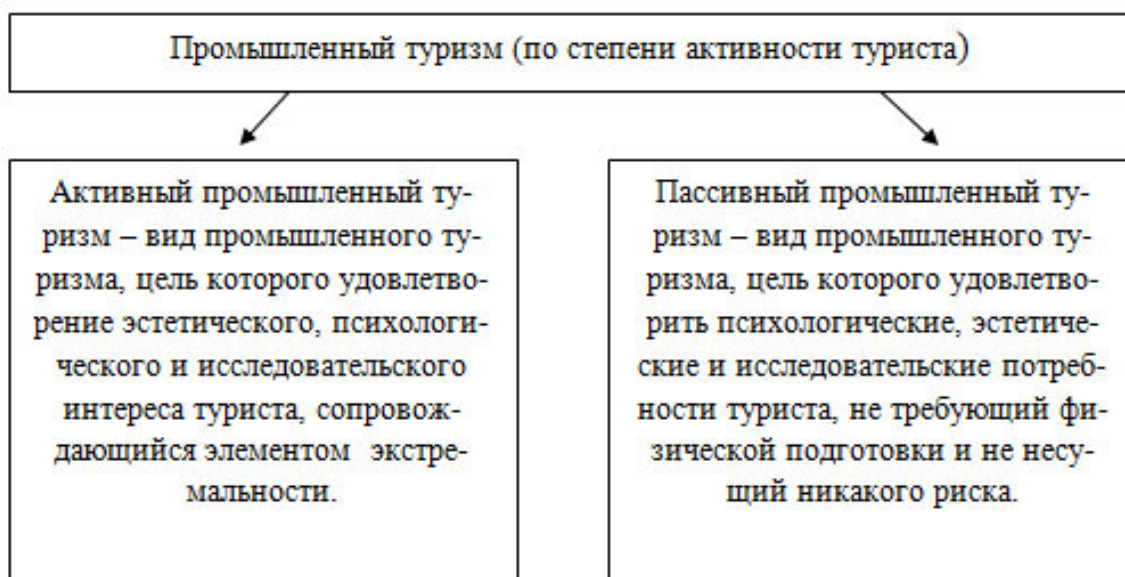 Промышленный туризм (по степени активности туриста)
Активный промышленный ту-
ризм – вид промышленного ту-
ризма, цель которого удовлетво-
рение эстетического, психологи-
ческого и исследовательского
интереса туриста, сопровож-
дающийся элементом экстре-
мальности.
Пассивный промышленный ту-
ризм – вид промышленного ту-
ризма, цель которого удовлетво-
рить психологические, эстетиче-
ские и исследовательские потреб-
ности туриста, не требующий фи-
зической подготовки и не несу-
щий никакого риска.